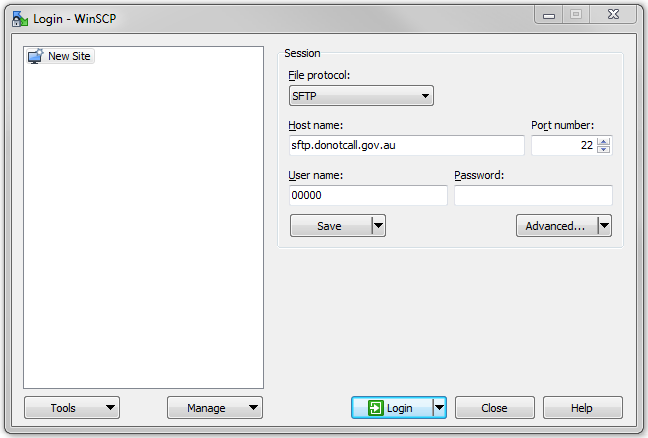 Login - WinSCP
New Site
Session
File protocol:
SFTP
Host name:
Port number:
sftp.donotcall.gov.au
22
User name:
Password:
00000
Save
Advanced...
Tools
Manage
Login
Close
Help